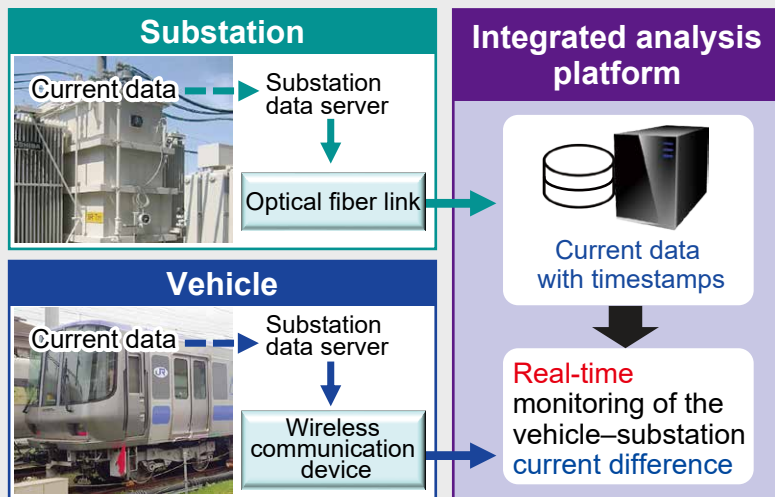 Substation
Current data
Substation
data server
Optical fiber link
Vehicle
Current data
Substation
data server
Wireless
communication
device
Integrated analysis
platform
Current data
with timestamps
Real-time
monitoring of the
vehicle–substation
current difference